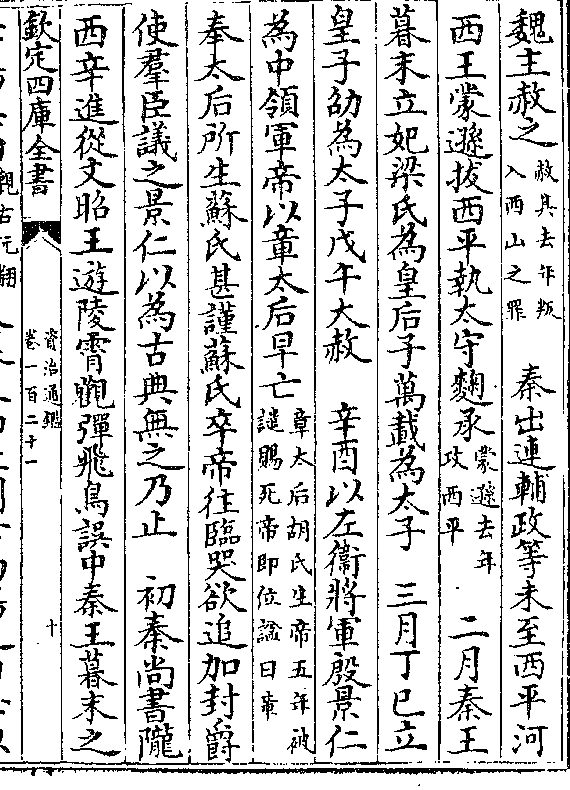 魏主赦之赦其去年叛入西山之罪　秦出連輔政等未至西平河
西王蒙遜拔西平執太守麴承蒙遜去年攻西平　二月秦王
暮末立妃梁氏為皇后子萬載為太子　三月丁巳立
皇子劭為太子戊午大赦　辛酉以左衛將軍殷景仁
為中領軍帝以章太后早亡章太后胡氏生帝五年被譴賜死帝即位諡曰章
奉太后所生蘇氏甚謹蘇氏卒帝往臨哭欲追加封爵
使羣臣議之景仁以為古典無之乃止　初秦尚書隴
西辛進從文昭王遊陵霄觀彈飛鳥誤中秦王暮末之
欽定四庫全書
資治通鑑
卷一百二十一
十